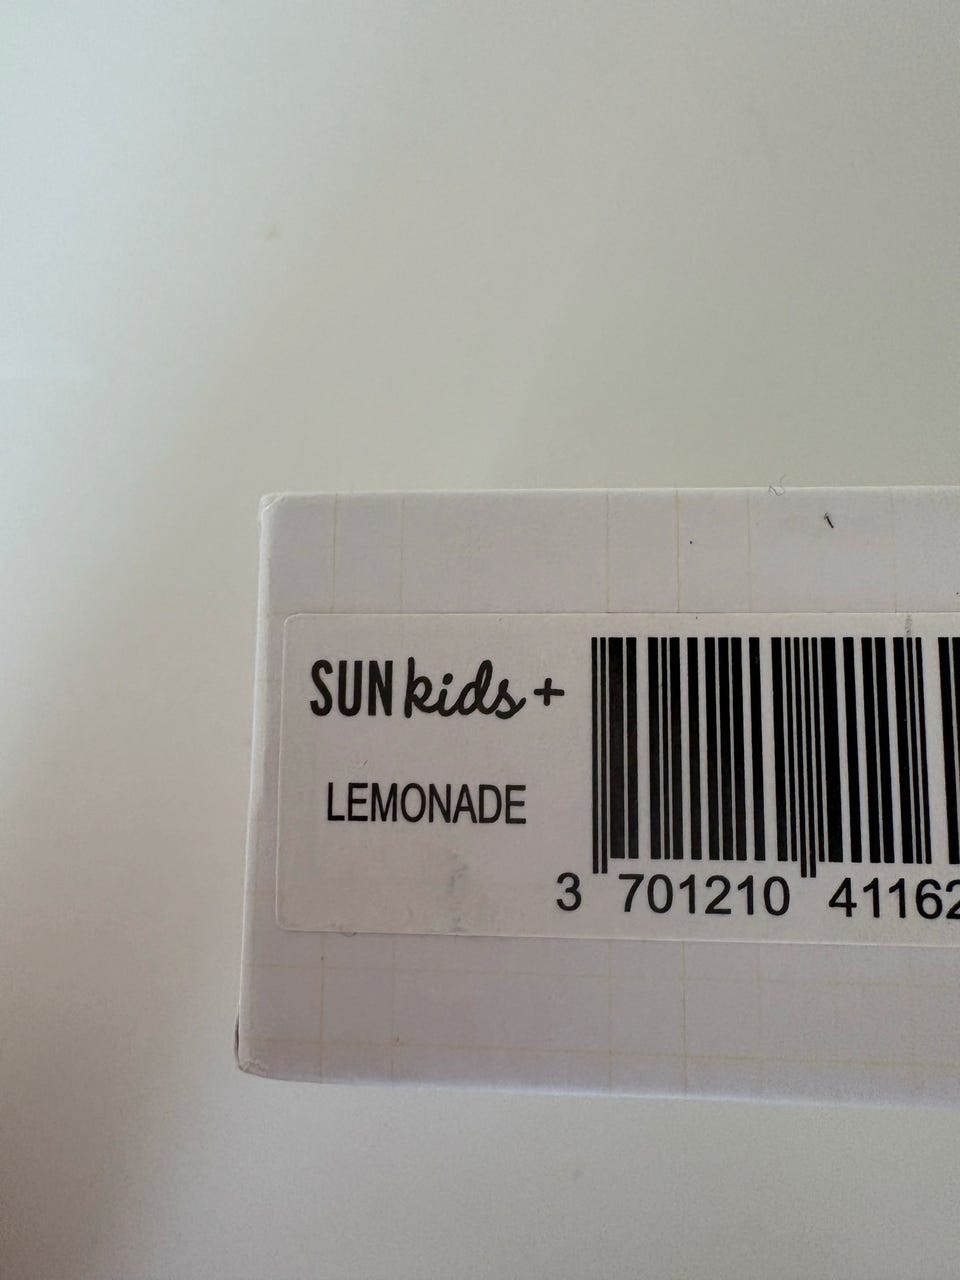 SUN kids +
LEMONADE
3 701210 41162